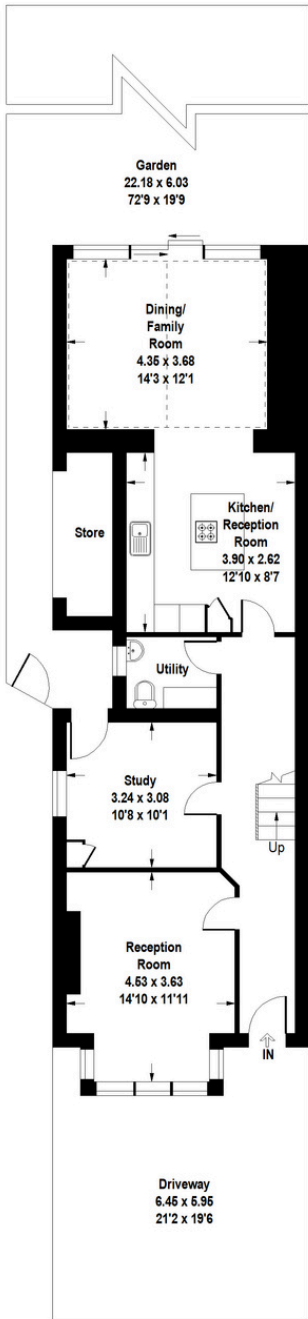 Garden
22.18 x 6.03
72'9 x 19'9
Dining/
Family
Room
4.35 x 3.68
14'3 x 12'1
Store
Kitchen/
Reception
Room
3.90 x 2.62
12'10 x 8'7
Utility
Study
3.24 x 3.08
10'8 x 10'1
Up
Reception
Room
4.53 x 3.63
14'10 x 11'11
IN
Driveway
6.45 x 5.95
21'2 x 19'6